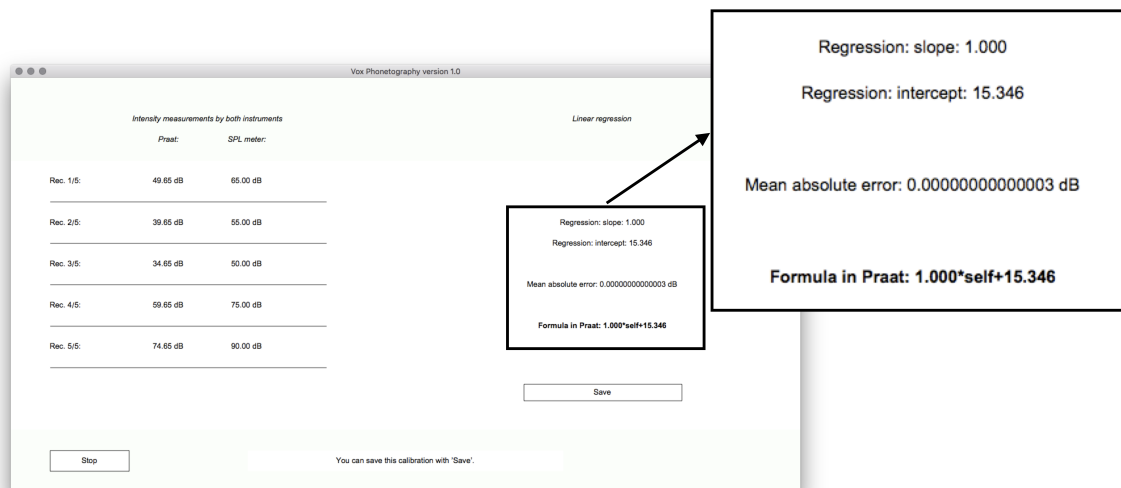 Vox Phonetography version 1.0
Intensity measurements by both instruments
Praat: SPL meter:
Rec. 1/5: 49.65 dB 65.00 dB
Rec. 2/5: 39.65 dB 55.00 dB
Rec. 3/5: 34.65 dB 50.00 dB
Rec. 4/5: 59.65 dB 75.00 dB
Rec. 5/5: 74.65 dB 90.00 dB
Linear regression
Regression: slope: 1.000
Regression: intercept: 15.346
Mean absolute error: 0.00000000000003 dB
Formula in Praat: 1.000*self+15.346
Save
Stop
You can save this calibration with 'Save'.
Regression: slope: 1.000
Regression: intercept: 15.346
Mean absolute error: 0.00000000000003 dB
Formula in Praat: 1.000*self+15.346